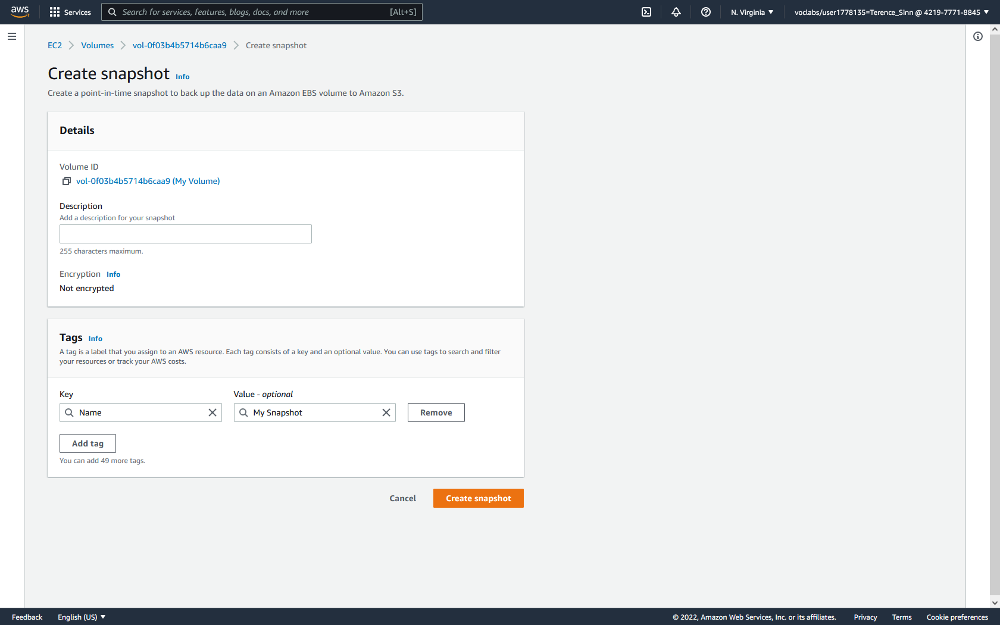 aws Services Search for services, features, blogs, docs, and more [Alt+S] N. Virginia ▼ voclabs/user1778135=Terence_Sinn @ 4219-7771-8845 ▼
EC2 > Volumes > vol-0f03b4b5714b6caa9 > Create snapshot
Create snapshot Info
Create a point-in-time snapshot to back up the data on an Amazon EBS volume to Amazon S3.
Details
Volume ID
vol-0f03b4b5714b6caa9 (My Volume)
Description
Add a description for your snapshot
255 characters maximum.
Encryption Info
Not encrypted
Tags Info
A tag is a label that you assign to an AWS resource. Each tag consists of a key and an optional value. You can use tags to search and filter
your resources or track your AWS costs.
Key Value - optional
Name My Snapshot Remove
Add tag
You can add 49 more tags.
Cancel Create snapshot
Feedback English (US) ▼ © 2022, Amazon Web Services, Inc. or its affiliates. Privacy Terms Cookie preferences